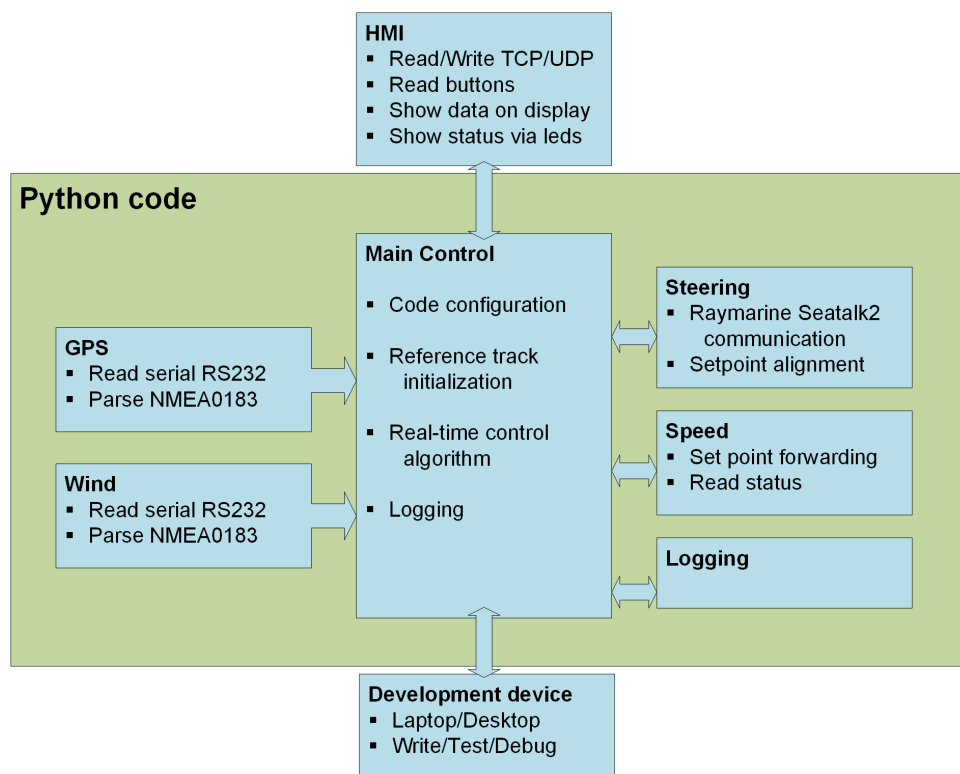 HMI
▪ Read/Write TCP/UDP
▪ Read buttons
▪ Show data on display
▪ Show status via leds
Python code
Main Control
▪ Code configuration
▪ Reference track
initialization
▪ Real-time control
algorithm
▪ Logging
GPS
▪ Read serial RS232
▪ Parse NMEA0183
Wind
▪ Read serial RS232
▪ Parse NMEA0183
Steering
▪ Raymarine Seatalk2
communication
▪ Setpoint alignment
Speed
▪ Set point forwarding
▪ Read status
Logging
Development device
▪ Laptop/Desktop
▪ Write/Test/Debug